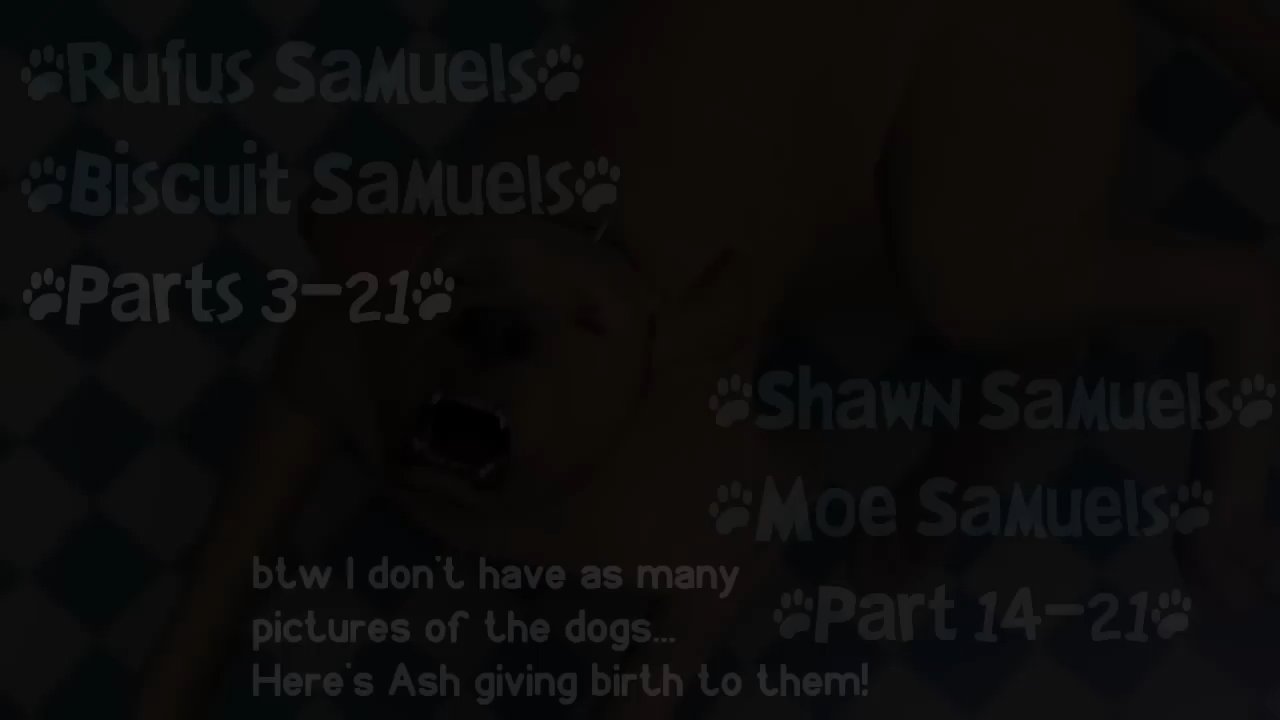 Rufus Samuels
Biscuit Samuels
Parts 3-21
Shawn Samuels
Moe Samuels
Part 14-21
btw I don't have as many
pictures of the dogs...
Here's Ash giving birth to them!